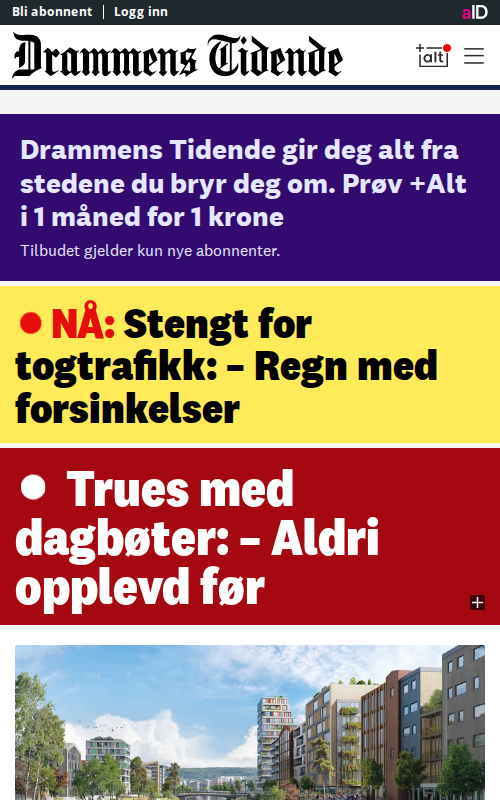 Bli abonnent | Logg inn
aID
Drammens Tidende
+alt
Drammens Tidende gir deg alt fra
stedene du bryr deg om. Prøv +Alt
i 1 måned for 1 krone
Tilbudet gjelder kun nye abonnenter.
NÅ: Stengt for
togtrafikk: – Regn med
forsinkelser
Trues med
dagbøter: – Aldri
opplevd før